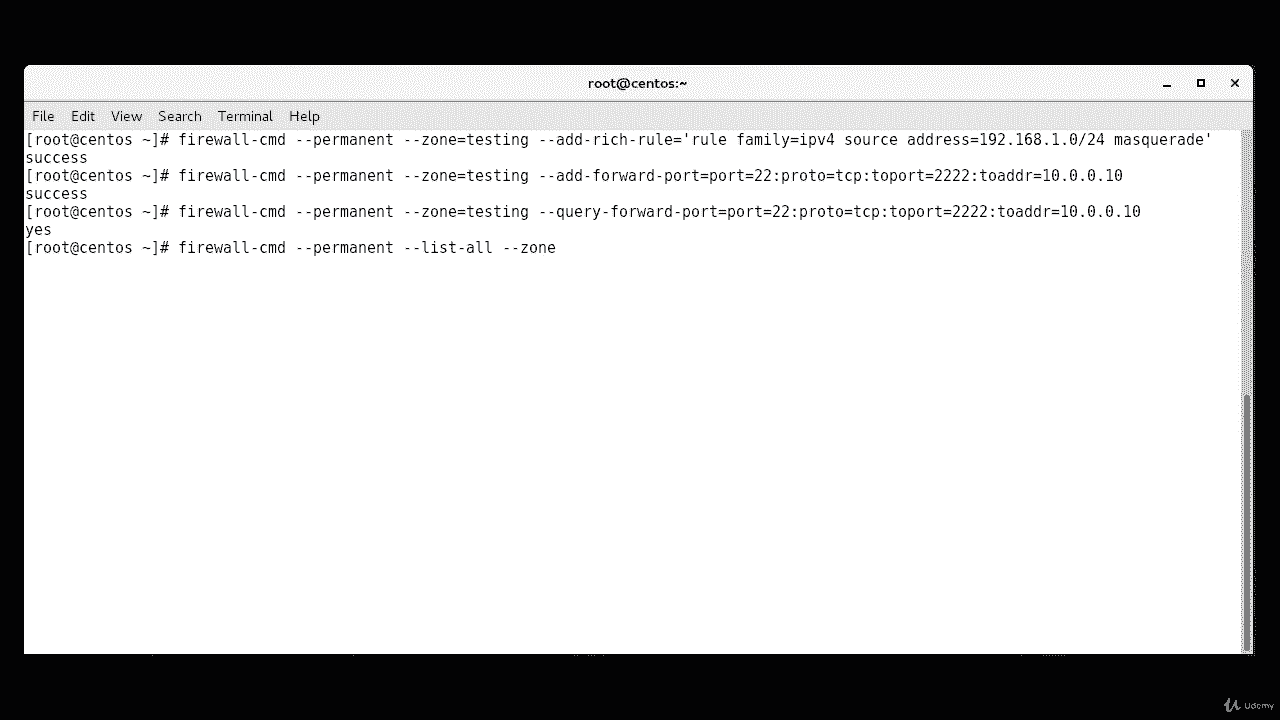 root@centos:~
File Edit View Search Terminal Help
[root@centos ~]# firewall-cmd --permanent --zone=testing --add-rich-rule='rule family=ipv4 source address=192.168.1.0/24 masquerade'
success
[root@centos ~]# firewall-cmd --permanent --zone=testing --add-forward-port=port=22:proto=tcp:toport=2222:toaddr=10.0.0.10
success
[root@centos ~]# firewall-cmd --permanent --zone=testing --query-forward-port=port=22:proto=tcp:toport=2222:toaddr=10.0.0.10
yes
[root@centos ~]# firewall-cmd --permanent --list-all --zone
Udemy